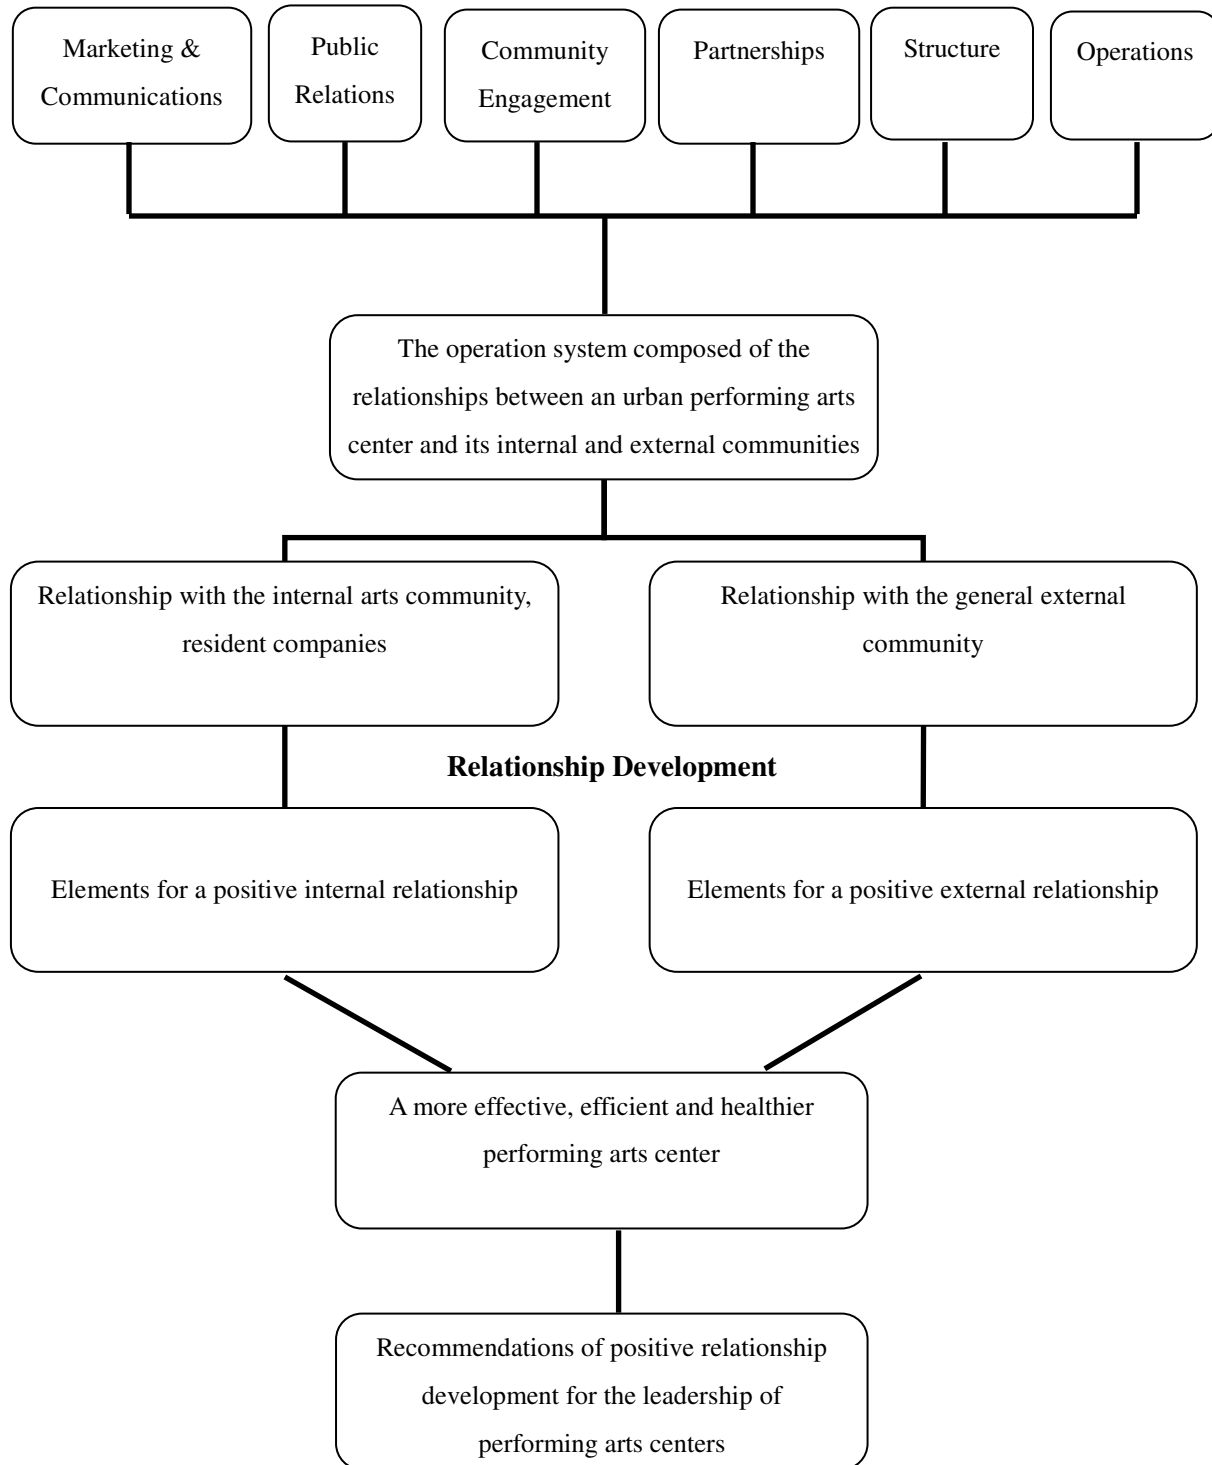 Marketing &
Communications
Public
Relations
Community
Engagement
Partnerships
Structure
Operations
The operation system composed of the
relationships between an urban performing arts
center and its internal and external communities
Relationship with the internal arts community,
resident companies
Relationship with the general external
community
Relationship Development
Elements for a positive internal relationship
Elements for a positive external relationship
A more effective, efficient and healthier
performing arts center
Recommendations of positive relationship
development for the leadership of
performing arts centers